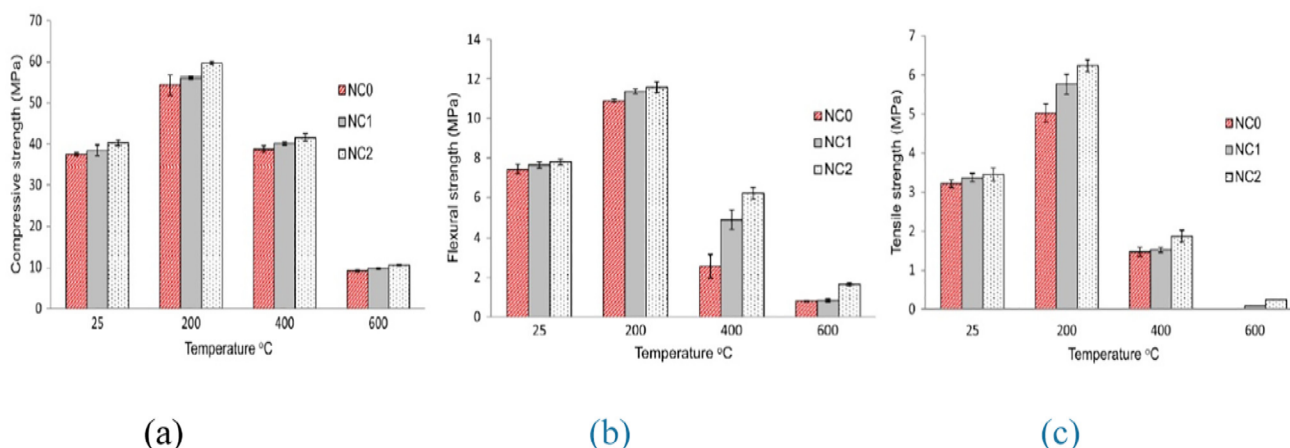 Compressive strength (MPa)
70
60
50
40
30
20
10
0
NC0
NC1
NC2
25 200 400 600
Temperature ºC
(a)
Flexural strength (MPa)
14
12
10
8
6
4
2
0
NC0
NC1
NC2
25 200 400 600
Temperature ºC
(b)
Tensile strength (MPa)
7
6
5
4
3
2
1
0
NC0
NC1
NC2
25 200 400 600
Temperature ºC
(c)